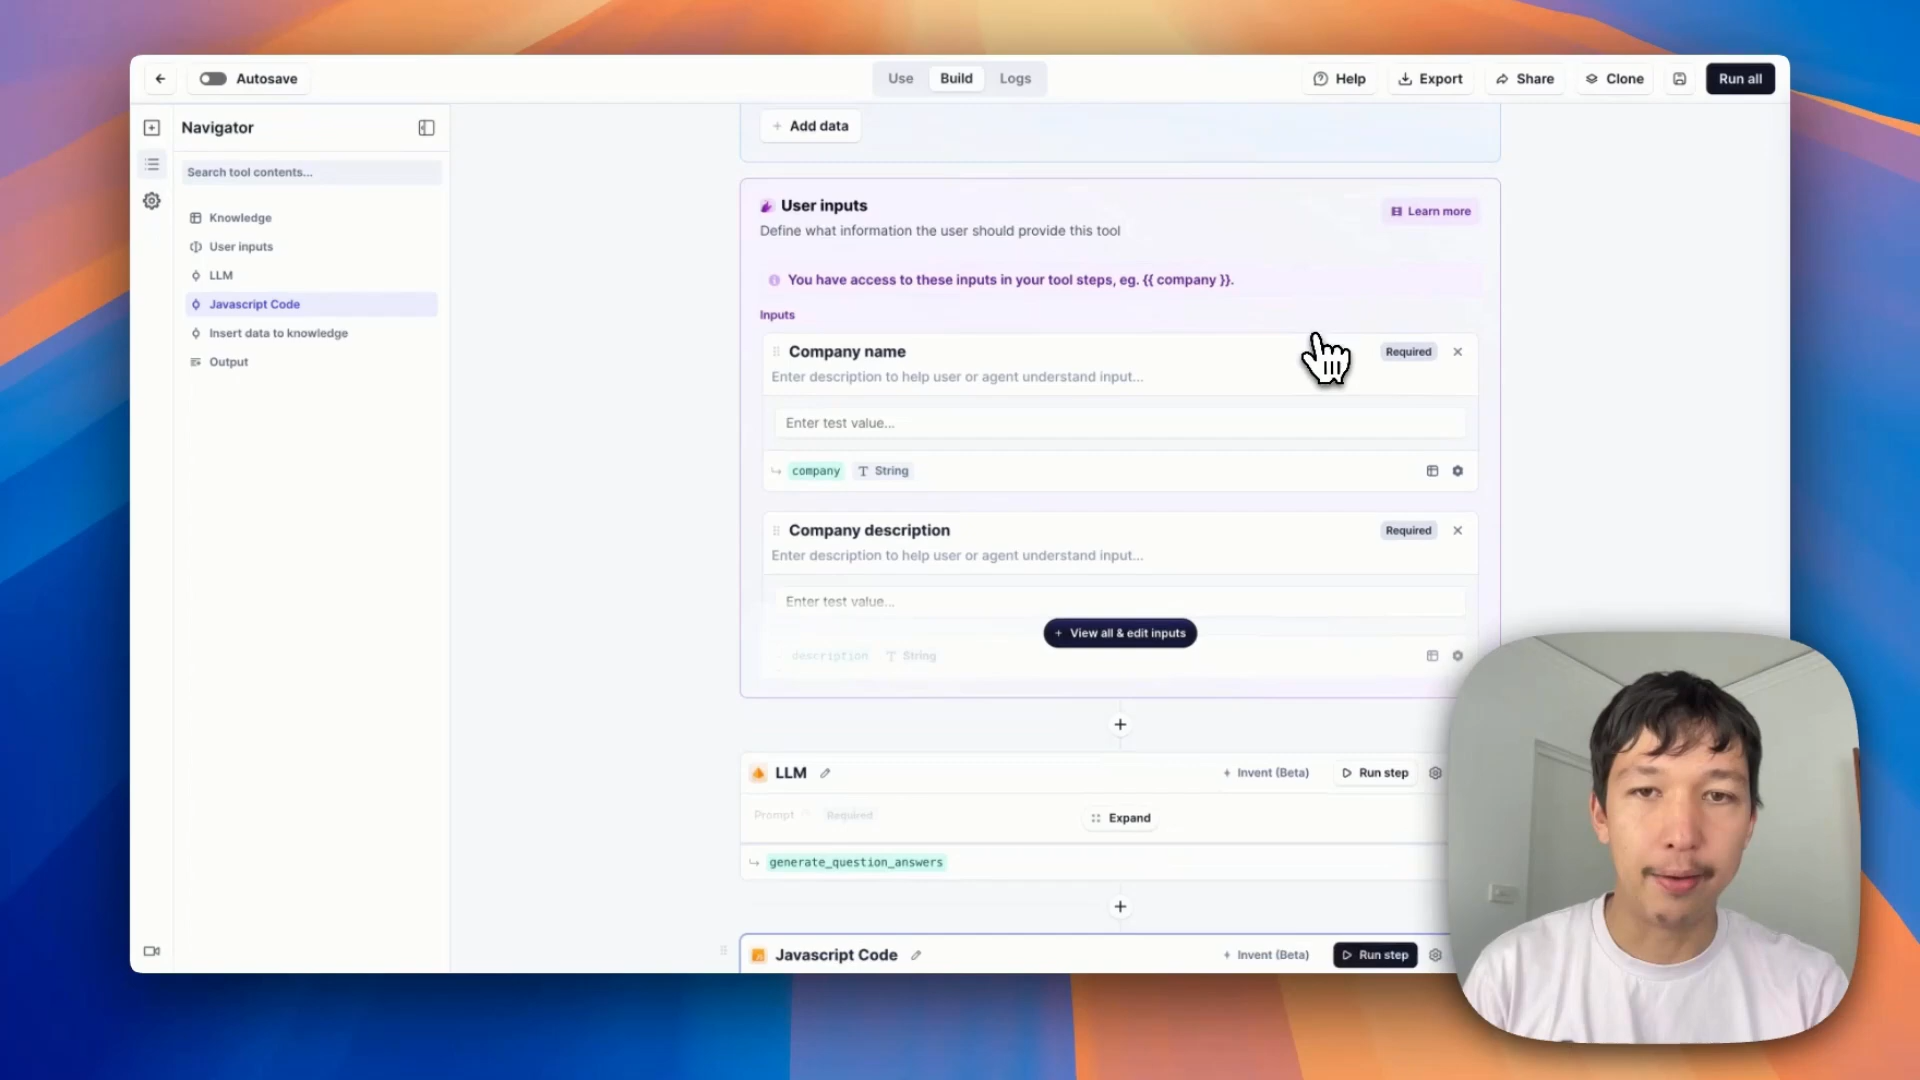 Autosave
Use Build Logs
Help Export Share Clone Run all
Navigator
Search tool contents...
Knowledge
User inputs
LLM
Javascript Code
Insert data to knowledge
Output
+ Add data
User inputs
Learn more
Define what information the user should provide this tool
You have access to these inputs in your tool steps, eg. {{ company }}.
Inputs
Company name
Required
Enter description to help user or agent understand input...
Enter test value...
company T String
Company description
Required
Enter description to help user or agent understand input...
Enter test value...
+ View all & edit inputs
description T String
LLM
Invent (Beta) Run step
Prompt Required
Expand
generate_question_answers
Javascript Code
Invent (Beta) Run step